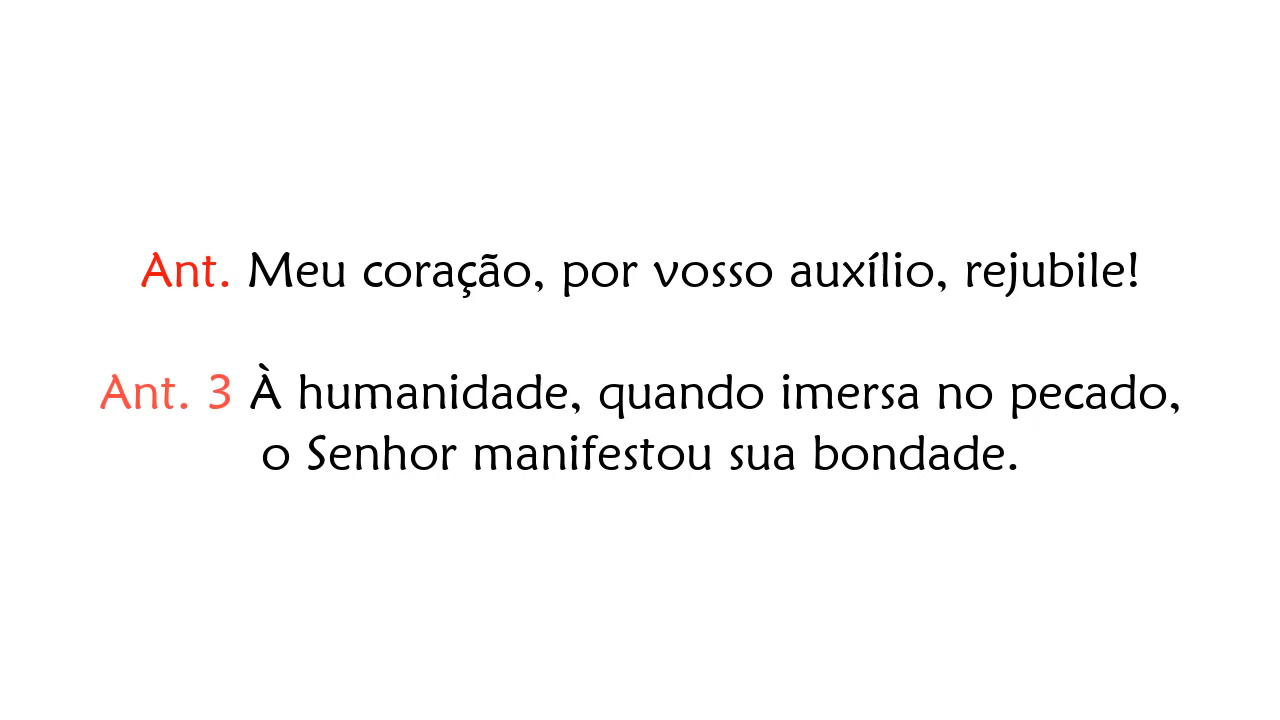 Ant. Meu coração, por vosso auxílio, rejubile!
Ant. 3 À humanidade, quando imersa no pecado,
o Senhor manifestou sua bondade.